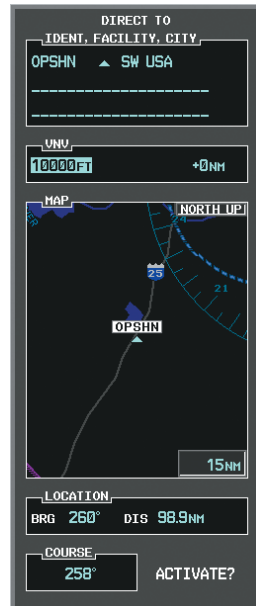 DIRECT TO
IDENT, FACILITY, CITY
OPSHN SW USA
VNV
10000FT +0NM
MAP
NORTH UP
4
25
21
OPSHN
15NM
LOCATION
BRG 260° DIS 98.9NM
COURSE
258° ACTIVATE?